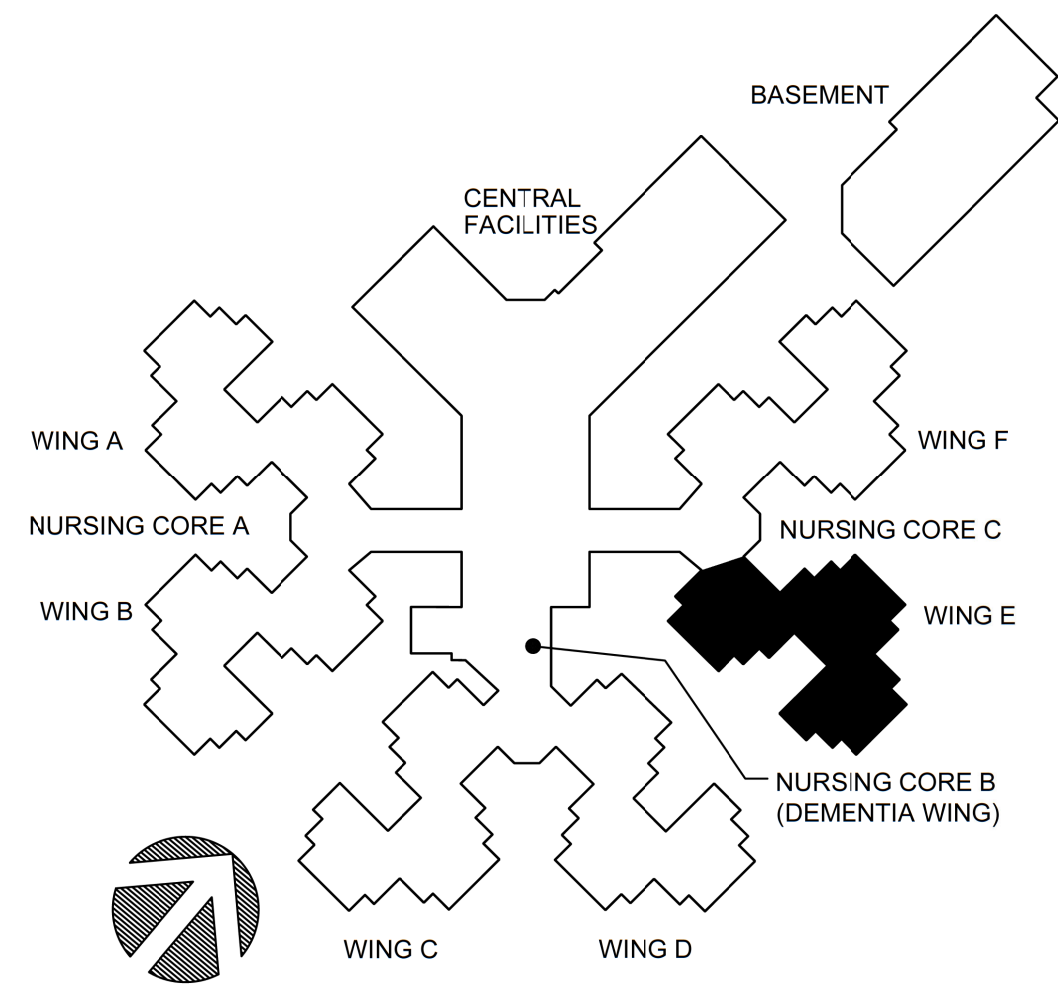 BASEMENT
CENTRAL
FACILITIES
WING A
WING F
NURSING CORE A
NURSING CORE C
WING B
WING E
NURSING CORE B
(DEMENTIA WING)
WING C
WING D